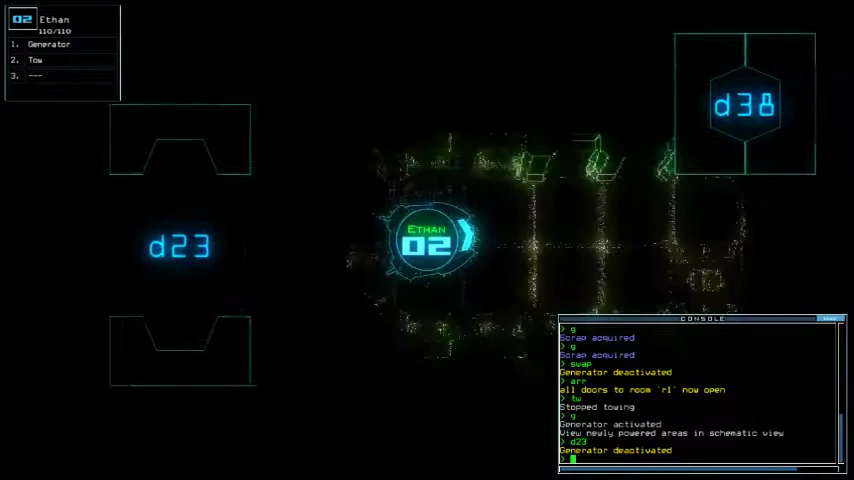 02 Ethan
110/110
1. Generator
2. Tow
3. ---
d38
d23
ETHAN
02
CONSOLE
> g
Scrap acquired
> g
Scrap acquired
> swap
Generator deactivated
> arr
all doors to room `r1` now open
> tw
Stopped towing
> g
Generator activated
View newly powered areas in schematic view
> d23
Generator deactivated
>